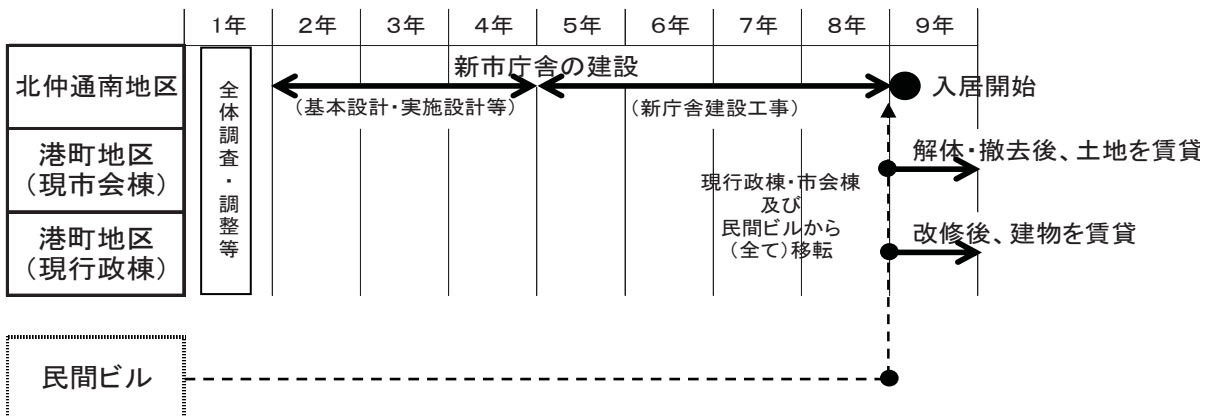 1年 2年 3年 4年 5年 6年 7年 8年 9年
北仲通南地区
全体調査・調整等
新市庁舎の建設
(基本設計・実施設計等)
(新庁舎建設工事)
入居開始
港町地区
(現市会棟)
解体・撤去後、土地を賃貸
現行政棟・市会棟
及び
民間ビルから
(全て)移転
港町地区
(現行政棟)
改修後、建物を賃貸
民間ビル